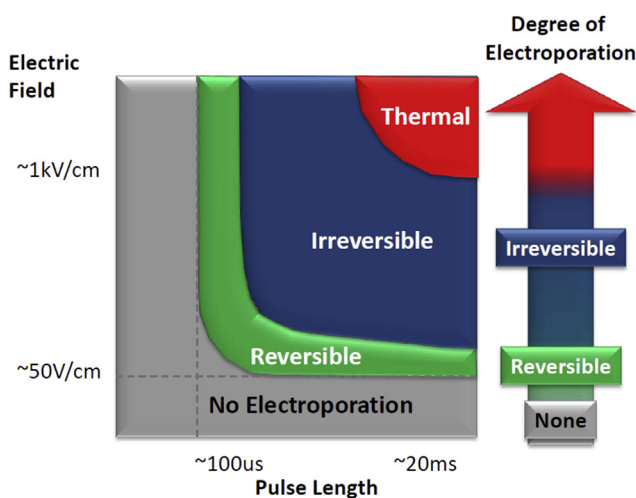 Degree of
Electroporation
Electric
Field
Thermal
~1kV/cm
Irreversible
Irreversible
Reversible
Reversible
~50V/cm
No Electroporation
None
~100us
~20ms
Pulse Length